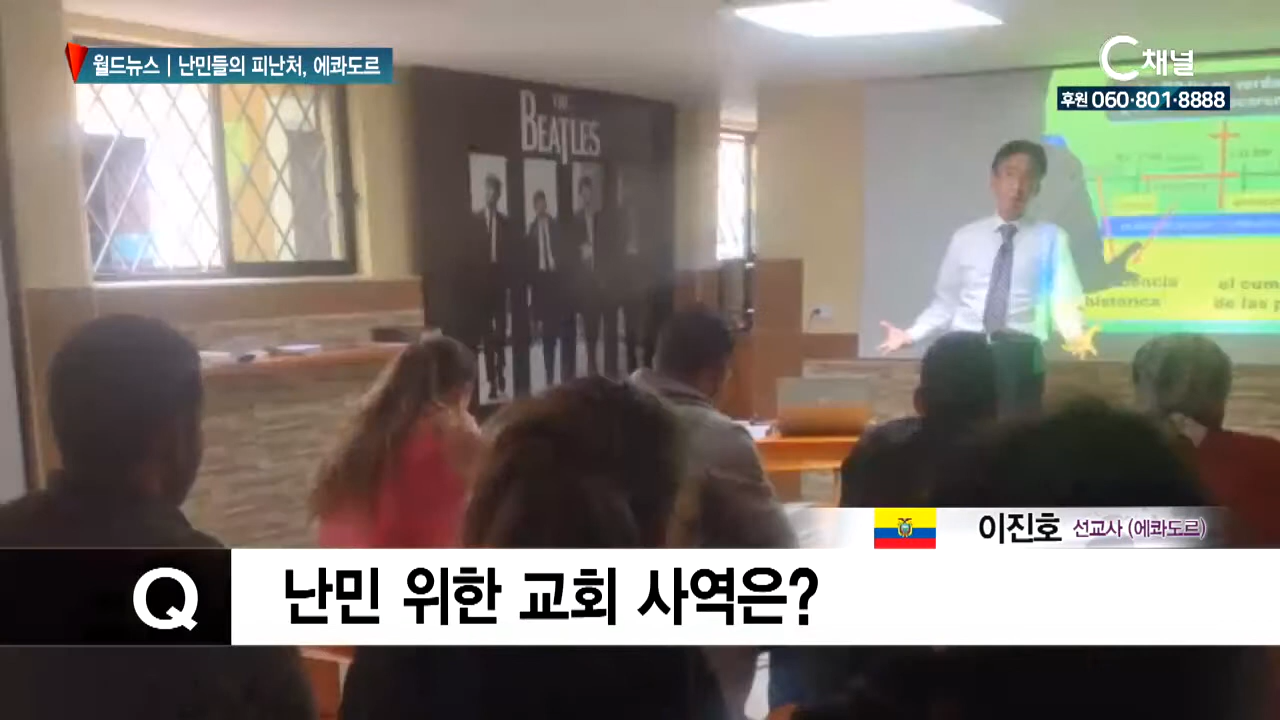 월드뉴스 | 난민들의 피난처, 에콰도르
C채널
후원 060·801·8888
THE
BEATLES
el cum
historica
de las p
이진호 선교사 (에콰도르)
Q 난민 위한 교회 사역은?